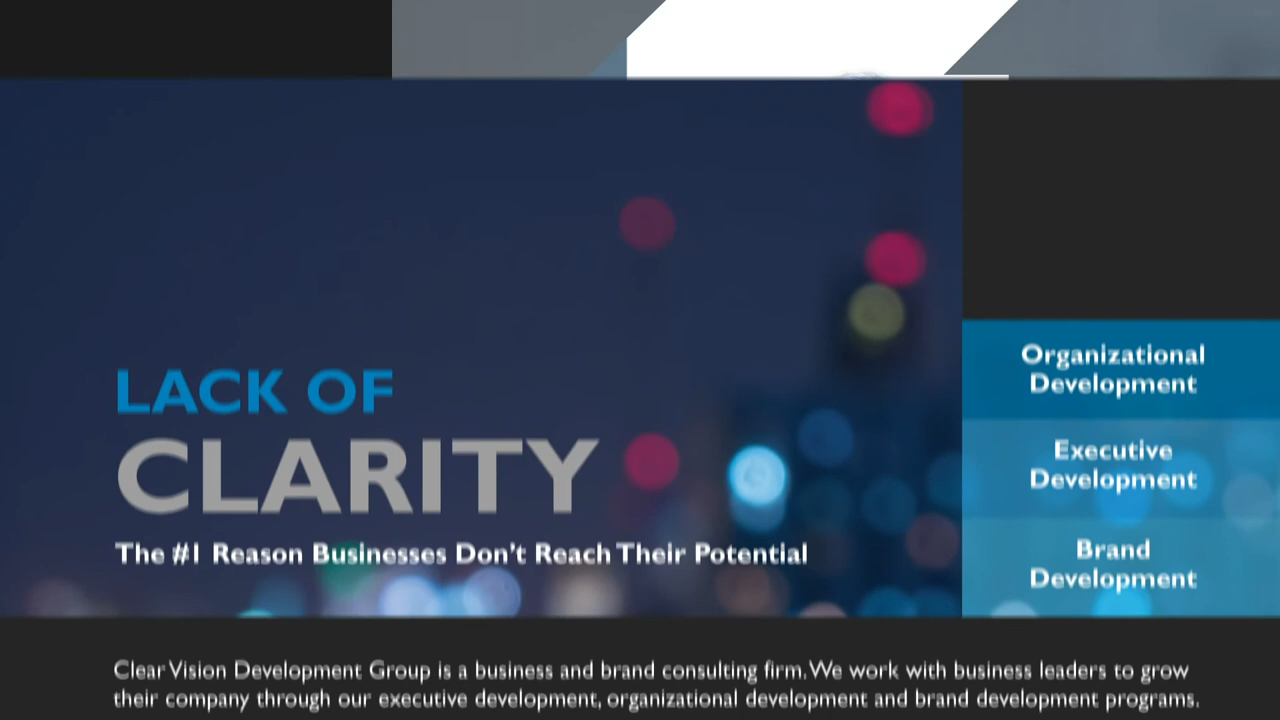 LACK OF
CLARITY
The #1 Reason Businesses Don't Reach Their Potential
Organizational
Development
Executive
Development
Brand
Development
Clear Vision Development Group is a business and brand consulting firm. We work with business leaders to grow
their company through our executive development, organizational development and brand development programs.